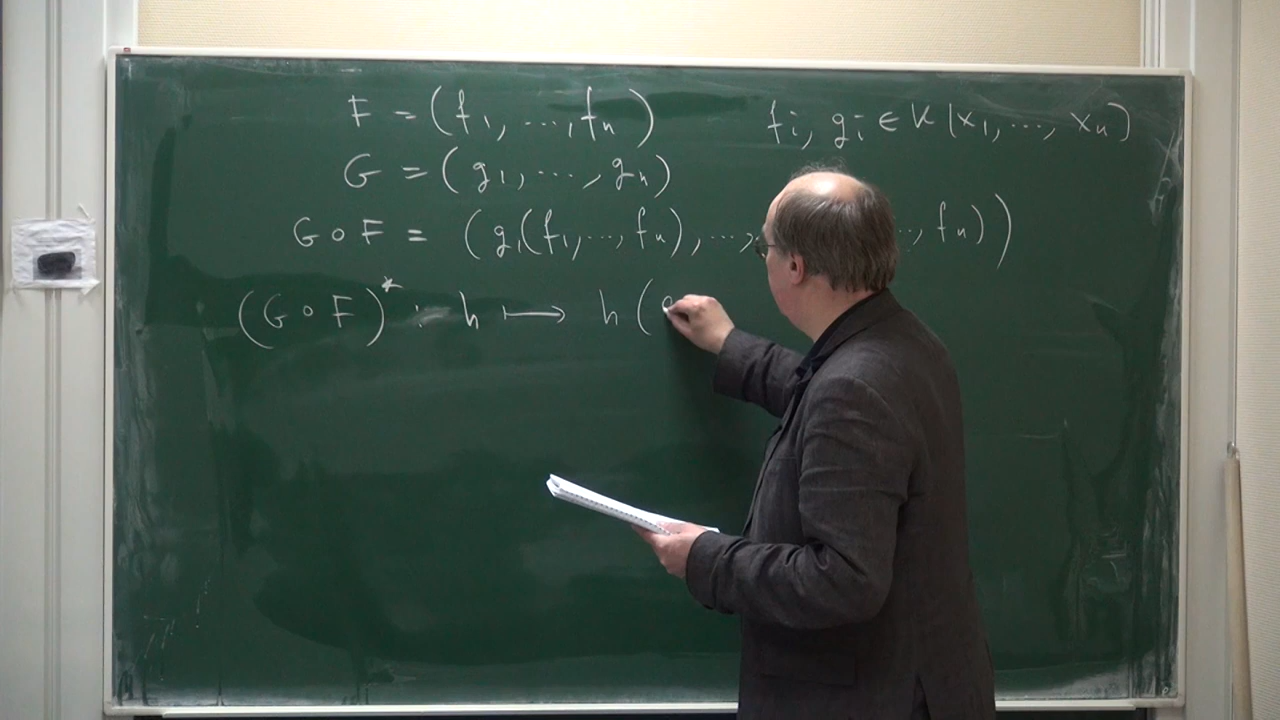 F = (f₁, ..., fₙ) fᵢ, gᵢ ∈ K[x₁, ..., xₙ]
G = (g₁, ..., gₙ)
G∘F = (g₁(f₁, ..., fₙ), ..., .., fₙ))
(G∘F)* : h ⟼ h(g